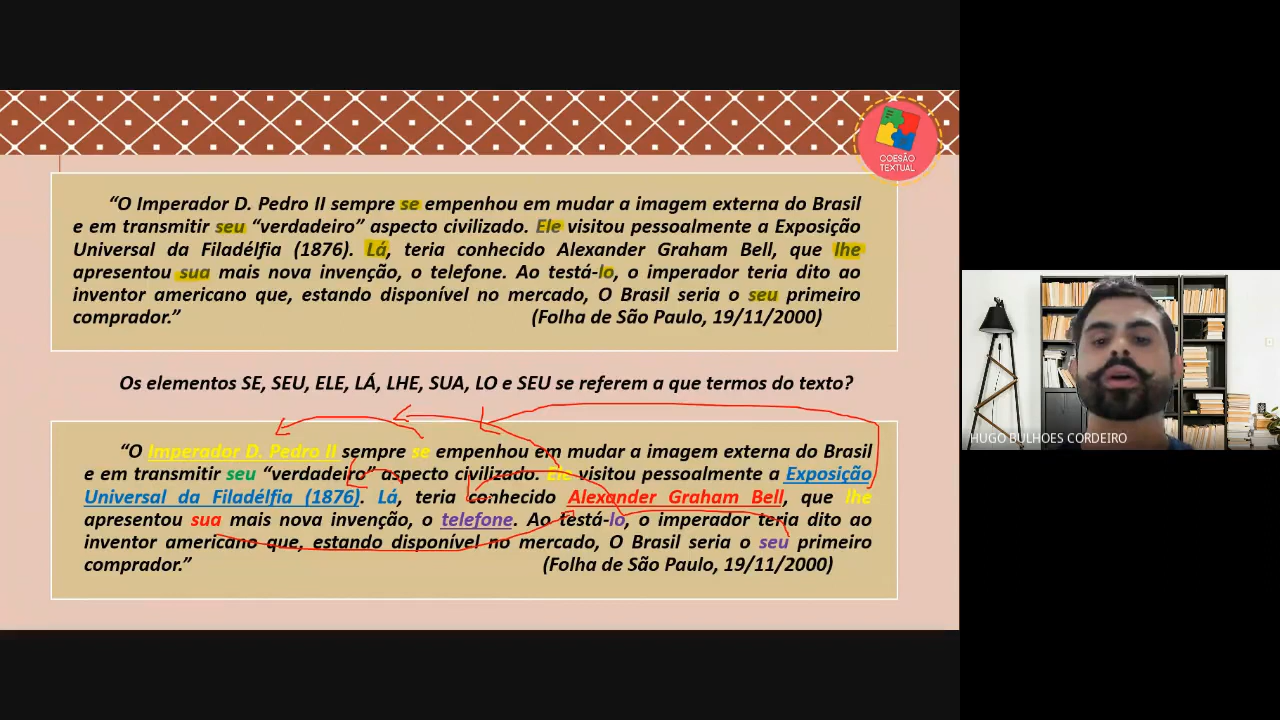 COESÃO
TEXTUAL
“O Imperador D. Pedro II sempre se empenhou em mudar a imagem externa do Brasil
e em transmitir seu “verdadeiro” aspecto civilizado. Ele visitou pessoalmente a Exposição
Universal da Filadélfia (1876). Lá, teria conhecido Alexander Graham Bell, que lhe
apresentou sua mais nova invenção, o telefone. Ao testá-lo, o imperador teria dito ao
inventor americano que, estando disponível no mercado, O Brasil seria o seu primeiro
comprador.” (Folha de São Paulo, 19/11/2000)
Os elementos SE, SEU, ELE, LÁ, LHE, SUA, LO e SEU se referem a que termos do texto?
“O Imperador D. Pedro II sempre se empenhou em mudar a imagem externa do Brasil
e em transmitir seu “verdadeiro” aspecto civilizado. Ele visitou pessoalmente a Exposição
Universal da Filadélfia (1876). Lá, teria conhecido Alexander Graham Bell, que lhe
apresentou sua mais nova invenção, o telefone. Ao testá-lo, o imperador teria dito ao
inventor americano que, estando disponível no mercado, O Brasil seria o seu primeiro
comprador.” (Folha de São Paulo, 19/11/2000)
HUGO BULHOES CORDEIRO